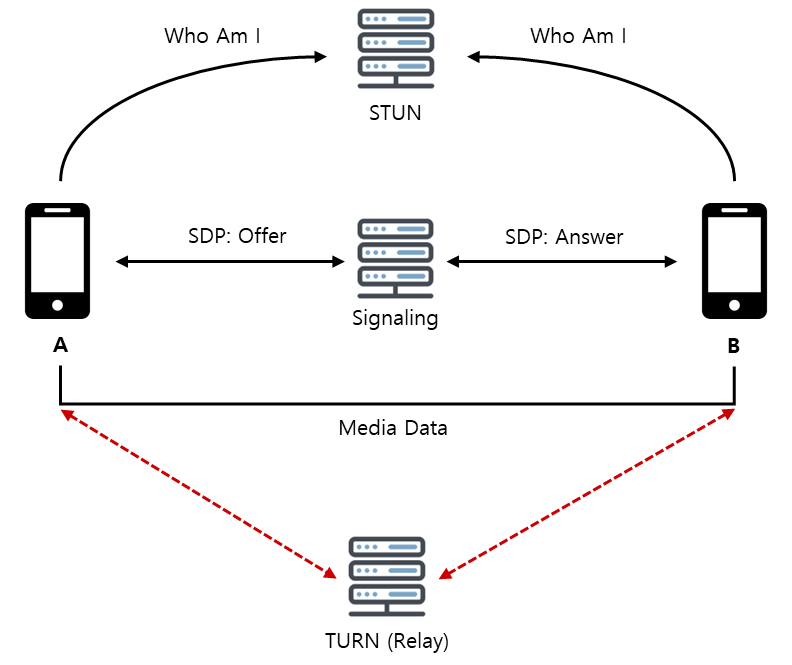 Who Am I
Who Am I
STUN
SDP: Offer
SDP: Answer
Signaling
A
B
Media Data
TURN (Relay)